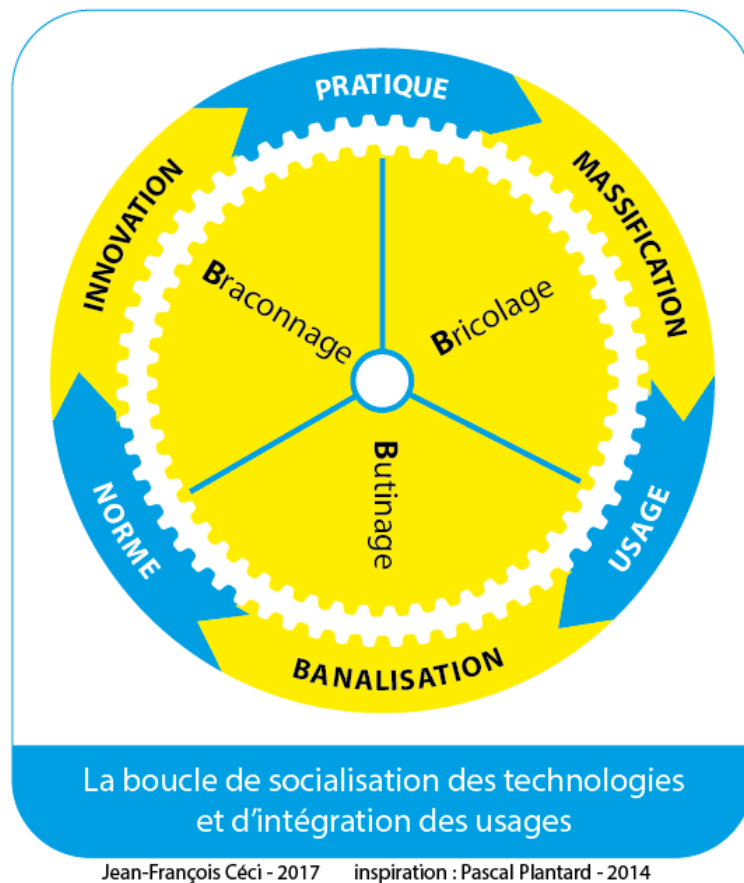 PRATIQUE
MASSIFICATION
USAGE
BANALISATION
NORME
INNOVATION
Braconnage
Bricolage
Butinage
La boucle de socialisation des technologies
et d'intégration des usages
Jean-François Céci - 2017 inspiration : Pascal Plantard - 2014